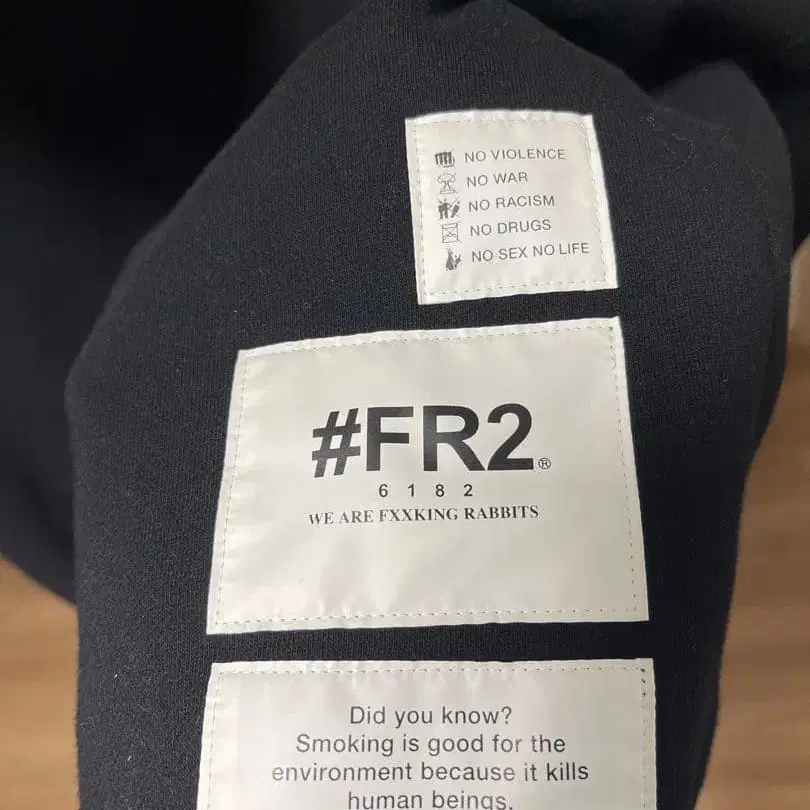 NO VIOLENCE
NO WAR
NO RACISM
NO DRUGS
NO SEX NO LIFE
#FR2®
6182
WE ARE FXXKING RABBITS
Did you know?
Smoking is good for the
environment because it kills
human beings.